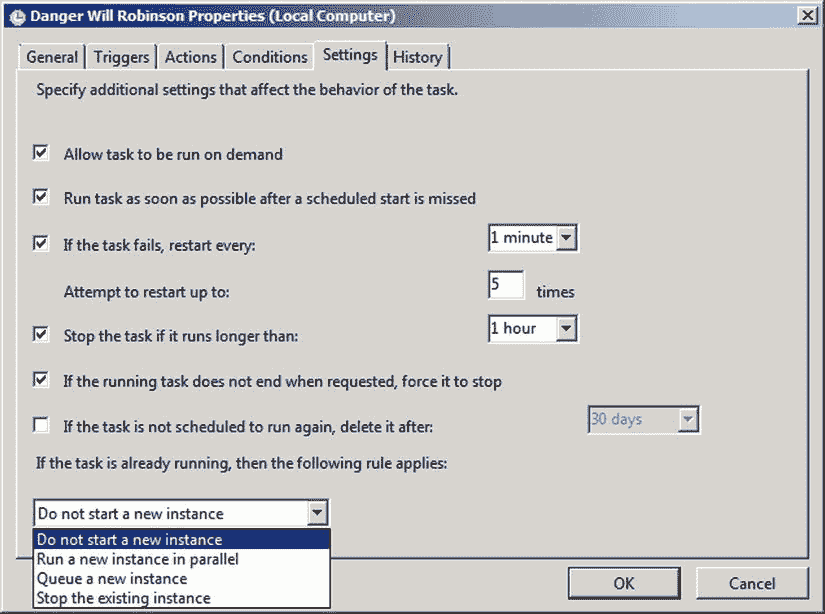 Danger Will Robinson Properties (Local Computer)
General Triggers Actions Conditions Settings History
Specify additional settings that affect the behavior of the task.
Allow task to be run on demand
Run task as soon as possible after a scheduled start is missed
If the task fails, restart every: 1 minute
Attempt to restart up to: 5 times
Stop the task if it runs longer than: 1 hour
If the running task does not end when requested, force it to stop
If the task is not scheduled to run again, delete it after: 30 days
If the task is already running, then the following rule applies:
Do not start a new instance
Do not start a new instance
Run a new instance in parallel
Queue a new instance
Stop the existing instance
OK Cancel